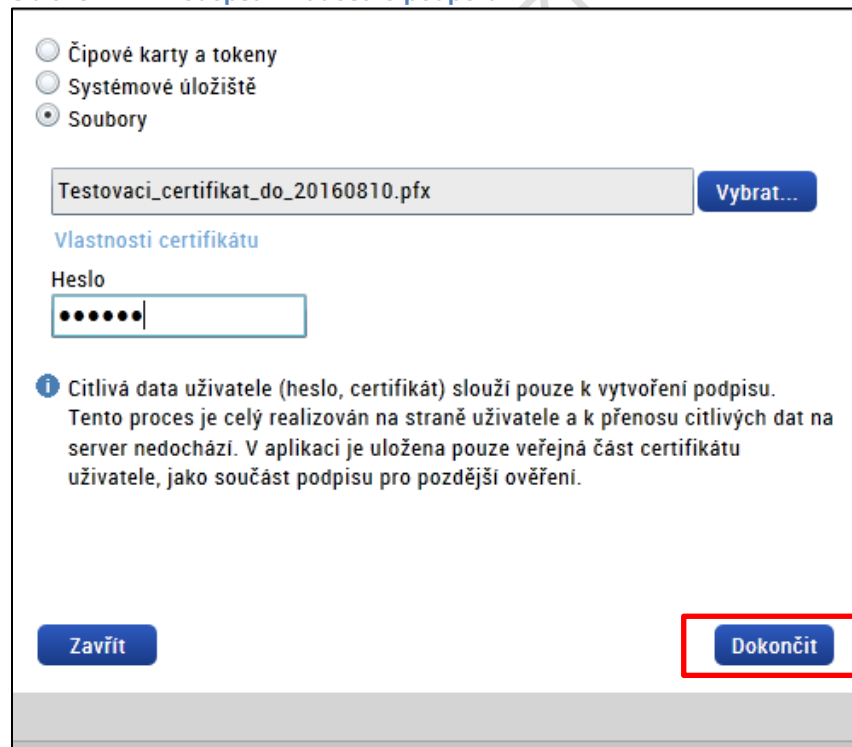 Čipové karty a tokeny
Systémové úložiště
Soubory
Testovaci_certifikat_do_20160810.pfx
Vybrat...
Vlastnosti certifikátu
Heslo
••••••
Citlivá data uživatele (heslo, certifikát) slouží pouze k vytvoření podpisu.
Tento proces je celý realizován na straně uživatele a k přenosu citlivých dat na
server nedochází. V aplikaci je uložena pouze veřejná část certifikátu
uživatele, jako součást podpisu pro pozdější ověření.
Zavřít
Dokončit